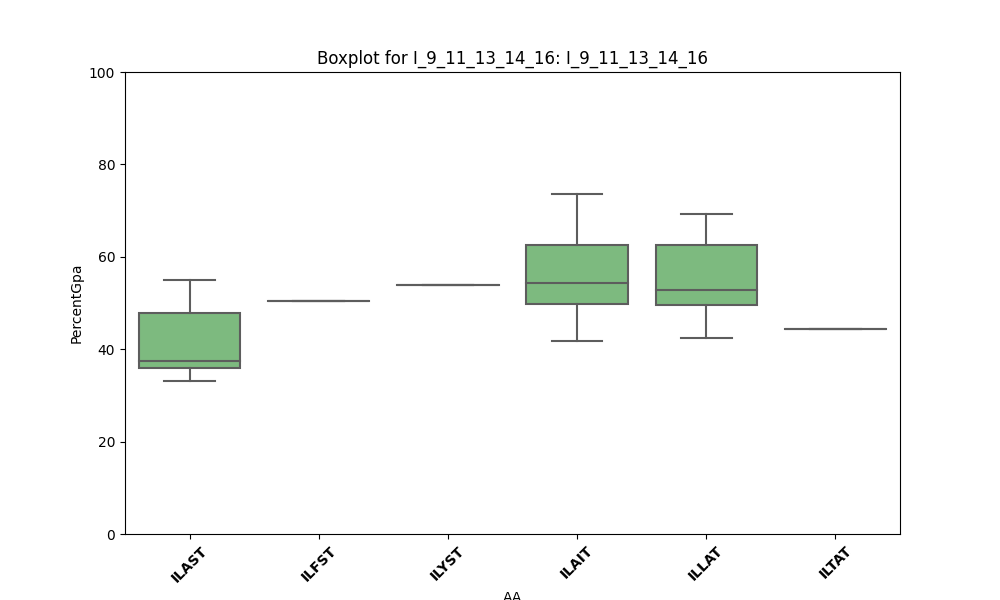 Boxplot for I_9_11_13_14_16: I_9_11_13_14_16
100
80
60
40
20
0
PercentGpa
ILAST
ILFST
ILYST
ILAIT
ILLAT
ILTAT
AA